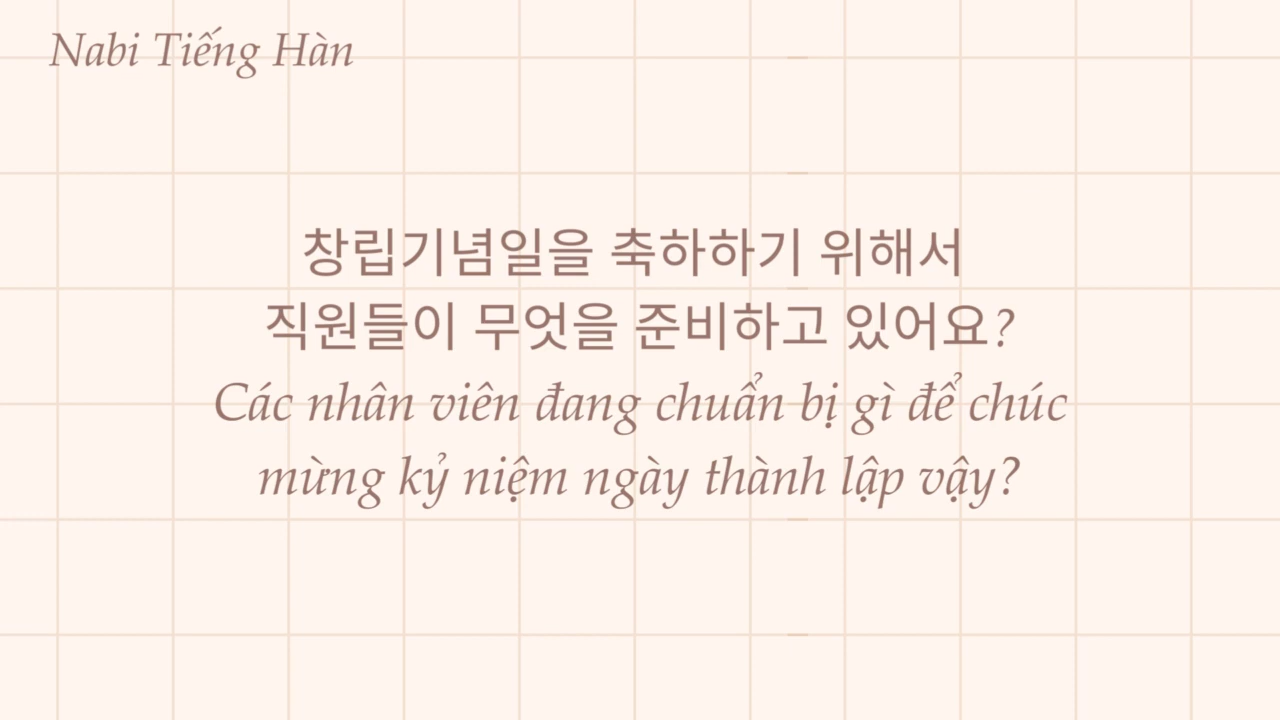 Nabi Tiếng Hàn
창립기념일을 축하하기 위해서
직원들이 무엇을 준비하고 있어요?
Các nhân viên đang chuẩn bị gì để chúc
mừng kỷ niệm ngày thành lập vậy?